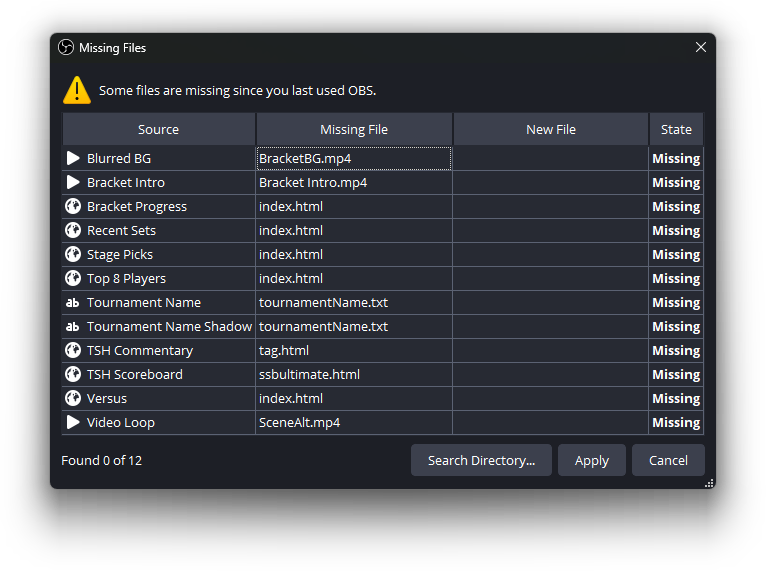 Missing Files
Some files are missing since you last used OBS.
Source Missing File New File State
Blurred BG BracketBG.mp4 Missing
Bracket Intro Bracket Intro.mp4 Missing
Bracket Progress index.html Missing
Recent Sets index.html Missing
Stage Picks index.html Missing
Top 8 Players index.html Missing
ab Tournament Name tournamentName.txt Missing
ab Tournament Name Shadow tournamentName.txt Missing
TSH Commentary tag.html Missing
TSH Scoreboard ssbultimate.html Missing
Versus index.html Missing
Video Loop SceneAlt.mp4 Missing
Found 0 of 12 Search Directory... Apply Cancel